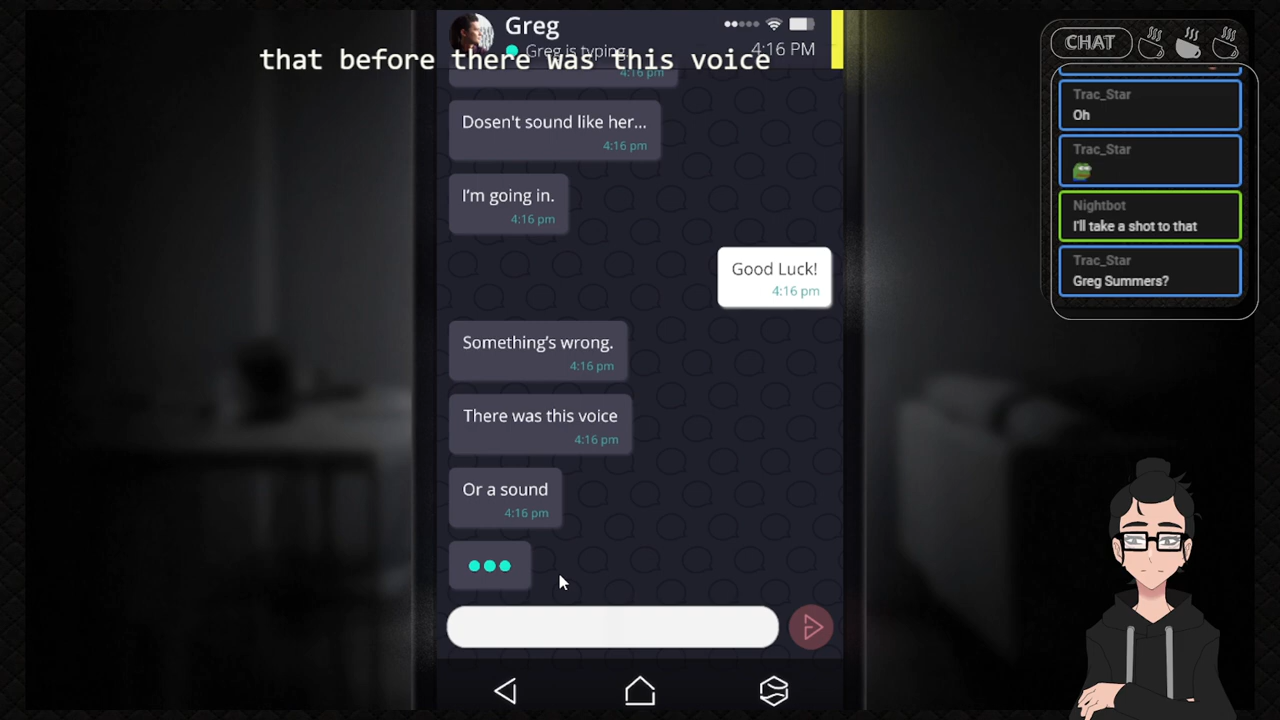 Greg
Greg is typing
4:16 PM
that before there was this voice
4:16 pm
Dosen't sound like her...
4:16 pm
I'm going in.
4:16 pm
Good Luck!
4:16 pm
Something's wrong.
4:16 pm
There was this voice
4:16 pm
Or a sound
4:16 pm
CHAT
Trac_Star
Oh
Trac_Star
Nightbot
I'll take a shot to that
Trac_Star
Greg Summers?